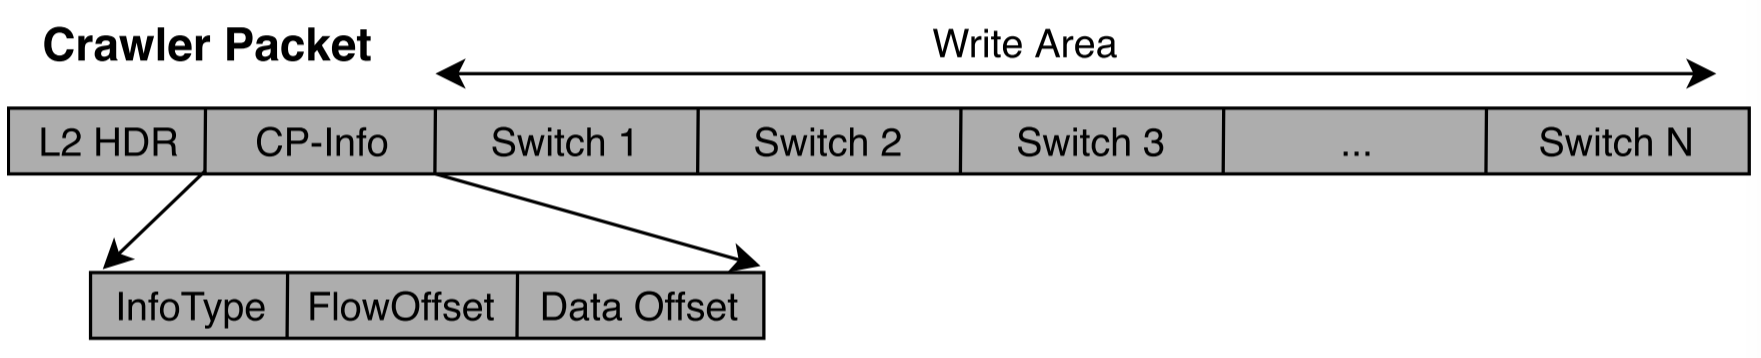 Crawler Packet
Write Area
L2 HDR CP-Info Switch 1 Switch 2 Switch 3 ... Switch N
InfoType FlowOffset Data Offset